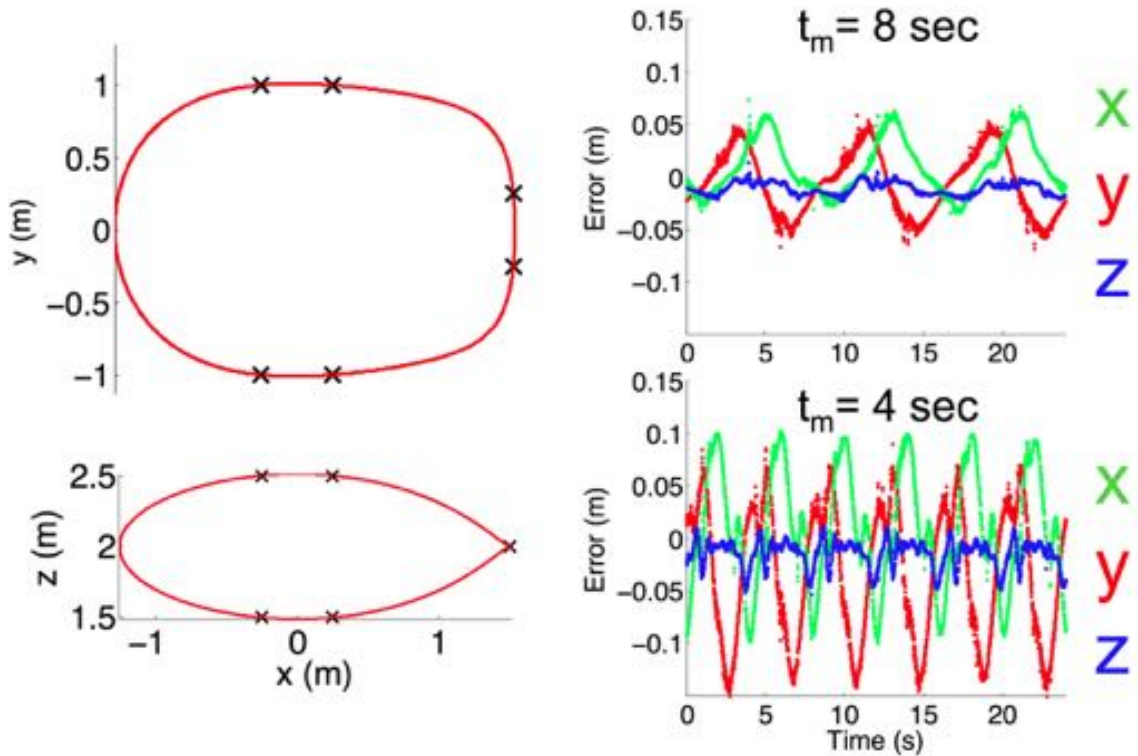 1
0.5
0
−0.5
−1
y (m)
2.5
2
1.5
z (m)
−1 0 1
x (m)
t_m = 8 sec
0.15
0.1
0.05
0
−0.05
−0.1
Error (m)
0 5 10 15 20
x
y
z
t_m = 4 sec
0.15
0.1
0.05
0
−0.05
−0.1
Error (m)
0 5 10 15 20
Time (s)
x
y
z